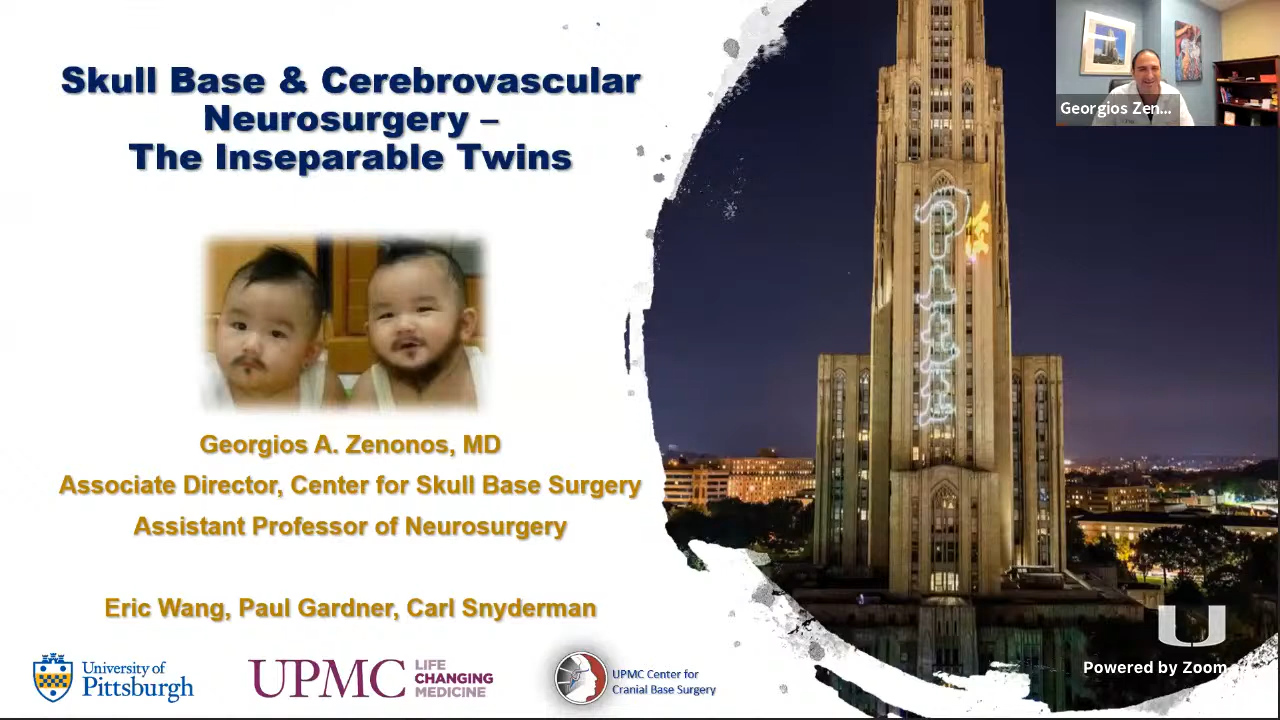 Skull Base & Cerebrovascular
Neurosurgery –
The Inseparable Twins
Georgios A. Zenonos, MD
Associate Director, Center for Skull Base Surgery
Assistant Professor of Neurosurgery
Eric Wang, Paul Gardner, Carl Snyderman
University of
Pittsburgh
UPMC
LIFE
CHANGING
MEDICINE
UPMC Center for
Cranial Base Surgery
Georgios Zen...
U
Powered by Zoom